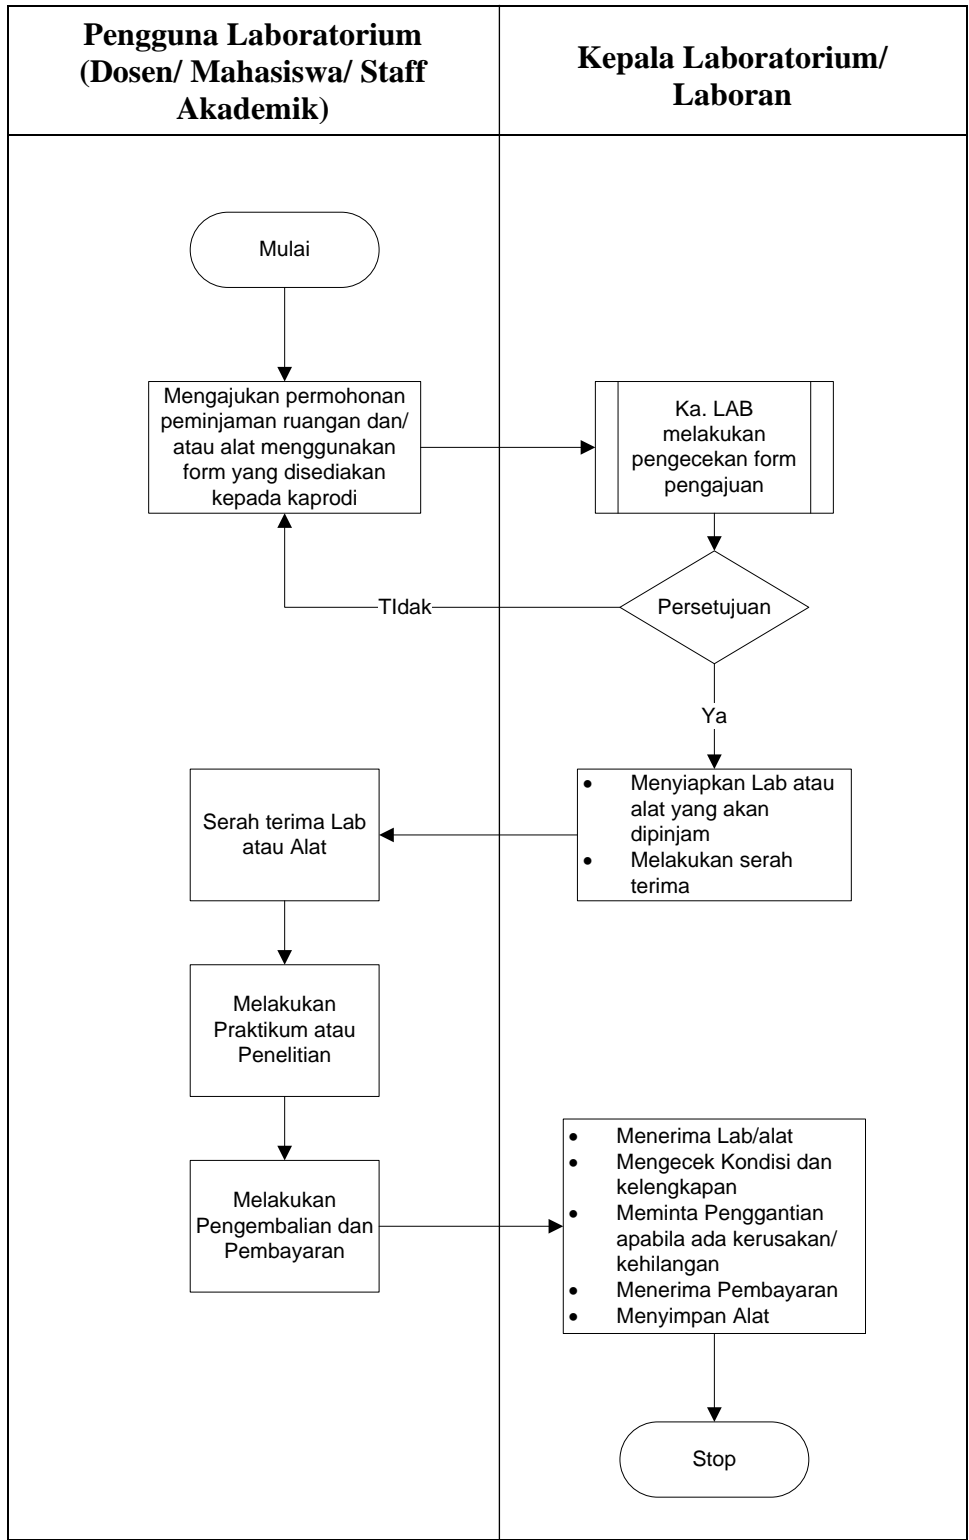 Pengguna Laboratorium
(Dosen/ Mahasiswa/ Staff
Akademik)
Kepala Laboratorium/
Laboran
Mulai
Mengajukan permohonan
peminjaman ruangan dan/
atau alat menggunakan
form yang disediakan
kepada kaprodi
Ka. LAB
melakukan
pengecekan form
pengajuan
TIdak
Persetujuan
Ya
Serah terima Lab
atau Alat
• Menyiapkan Lab atau
alat yang akan
dipinjam
• Melakukan serah
terima
Melakukan
Praktikum atau
Penelitian
Melakukan
Pengembalian dan
Pembayaran
• Menerima Lab/alat
• Mengecek Kondisi dan
kelengkapan
• Meminta Penggantian
apabila ada kerusakan/
kehilangan
• Menerima Pembayaran
• Menyimpan Alat
Stop